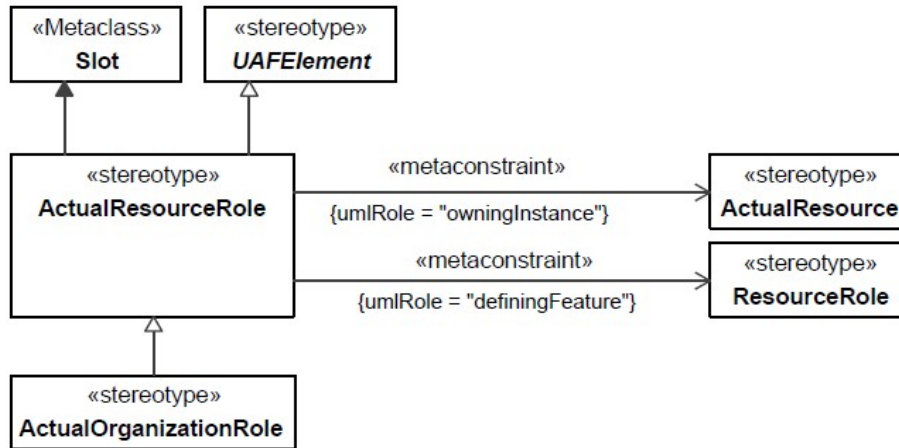 «Metaclass»
Slot
«stereotype»
UAFElement
«stereotype»
ActualResourceRole
«metaconstraint»
{umlRole = "owningInstance"}
«stereotype»
ActualResource
«metaconstraint»
{umlRole = "definingFeature"}
«stereotype»
ResourceRole
«stereotype»
ActualOrganizationRole